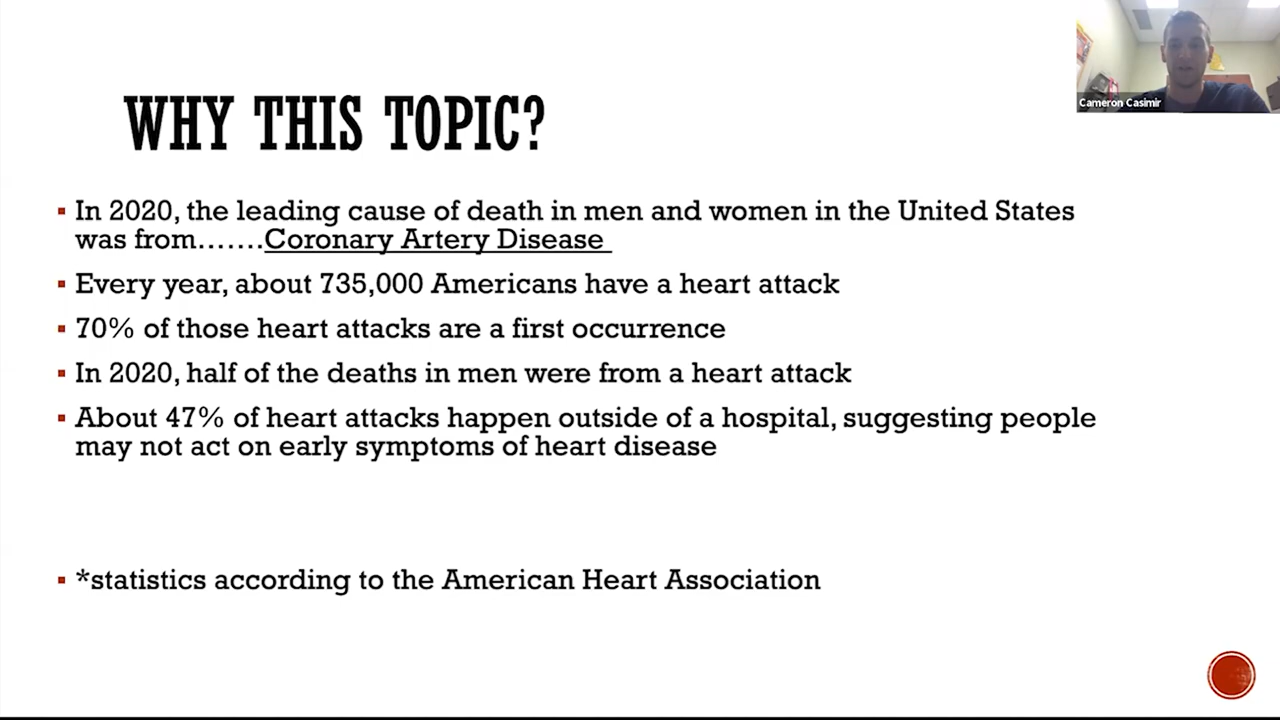 Cameron Casimir
WHY THIS TOPIC?
▪ In 2020, the leading cause of death in men and women in the United States
was from.......Coronary Artery Disease
▪ Every year, about 735,000 Americans have a heart attack
▪ 70% of those heart attacks are a first occurrence
▪ In 2020, half of the deaths in men were from a heart attack
▪ About 47% of heart attacks happen outside of a hospital, suggesting people
may not act on early symptoms of heart disease
▪ *statistics according to the American Heart Association